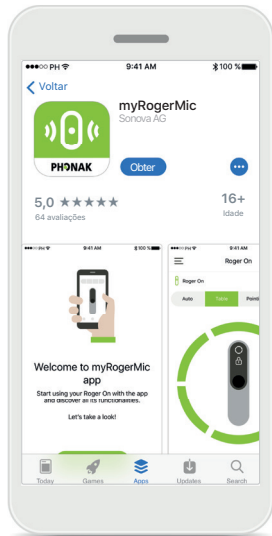 PH 9:41 AM 100 %
Voltar
myRogerMic
Sonova AG
PHONAK
Obter
5,0 ★★★★★
16+
64 avaliações
Idade
PH 9:41 AM 100 %
Welcome to myRogerMic
app
Start using your Roger On with the app
and discover all its functionalities.
Let's take a look!
PH 9:41 AM
Roger On
Roger On
Auto Table
Today Games Apps Updates Search